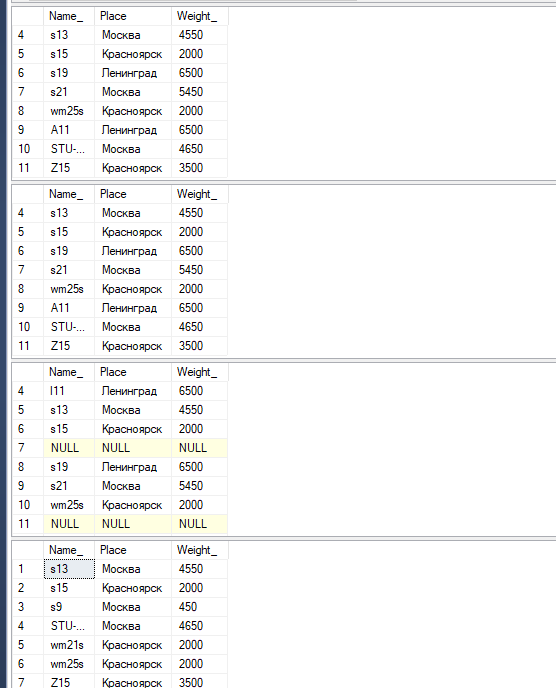 Name_ Place Weight_
4 s13 Москва 4550
5 s15 Красноярск 2000
6 s19 Ленинград 6500
7 s21 Москва 5450
8 wm25s Красноярск 2000
9 A11 Ленинград 6500
10 STU-... Москва 4650
11 Z15 Красноярск 3500
Name_ Place Weight_
4 s13 Москва 4550
5 s15 Красноярск 2000
6 s19 Ленинград 6500
7 s21 Москва 5450
8 wm25s Красноярск 2000
9 A11 Ленинград 6500
10 STU-... Москва 4650
11 Z15 Красноярск 3500
Name_ Place Weight_
4 l11 Ленинград 6500
5 s13 Москва 4550
6 s15 Красноярск 2000
7 NULL NULL NULL
8 s19 Ленинград 6500
9 s21 Москва 5450
10 wm25s Красноярск 2000
11 NULL NULL NULL
Name_ Place Weight_
1 s13 Москва 4550
2 s15 Красноярск 2000
3 s9 Москва 450
4 STU-... Москва 4650
5 wm21s Красноярск 2000
6 wm25s Красноярск 2000
7 Z15 Красноярск 3500